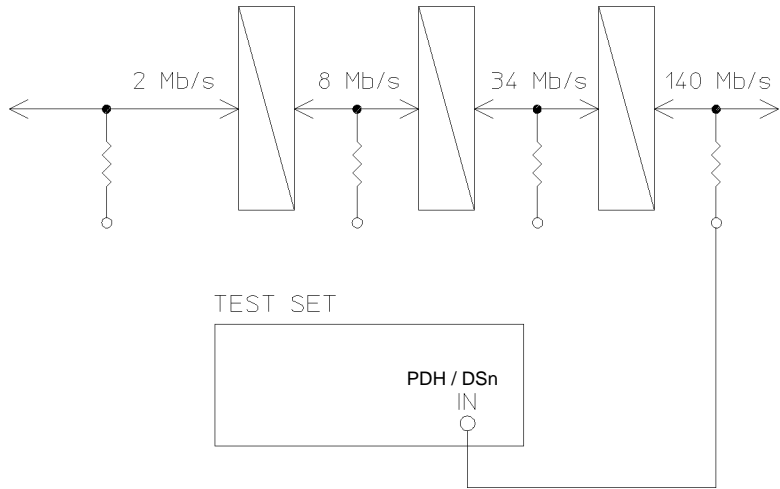 2 Mb/s
8 Mb/s
34 Mb/s
140 Mb/s
TEST SET
PDH / DSn
IN